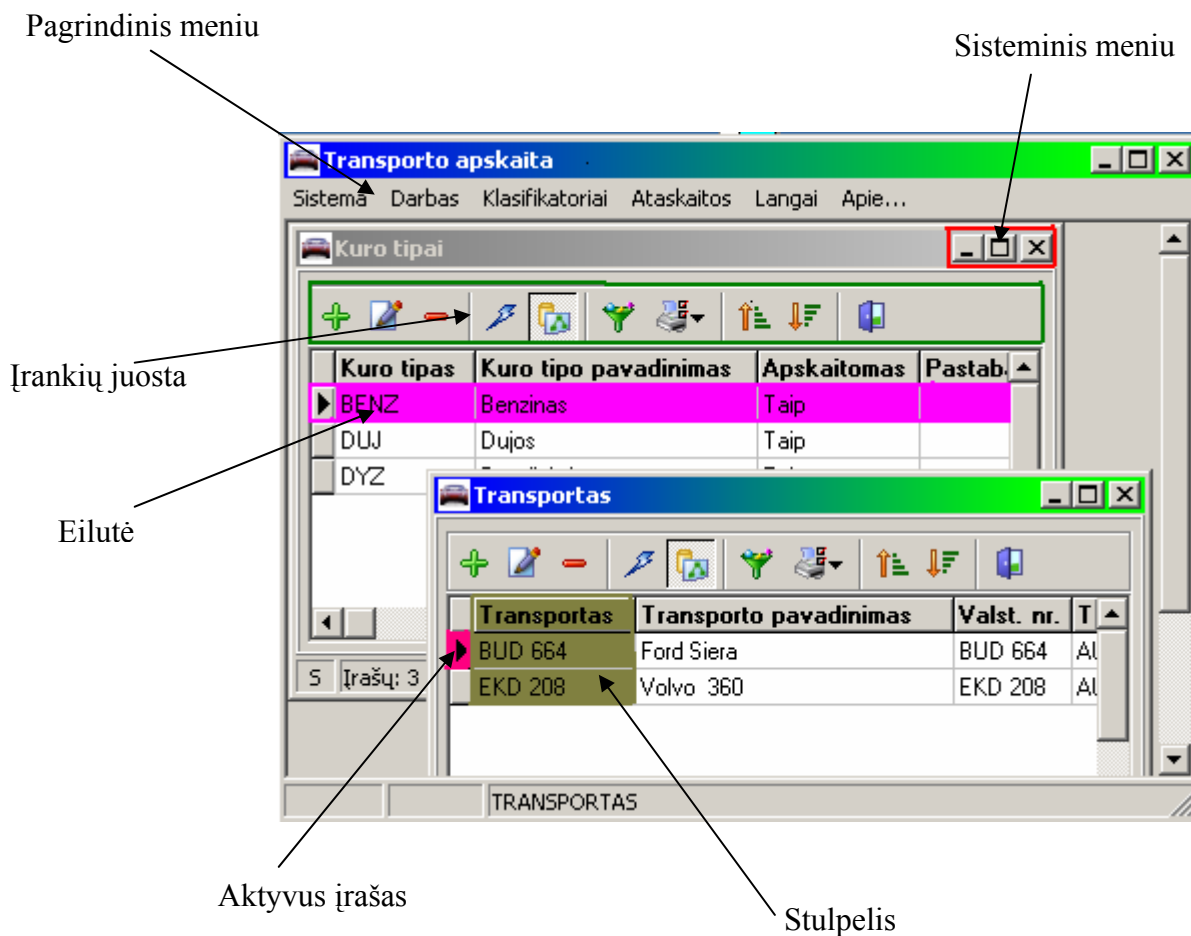 Pagrindinis meniu
Sisteminis meniu
Transporto apskaita
Sistema Darbas Klasifikatoriai Ataskaitos Langai Apie...
Kuro tipai
Įrankių juosta
Kuro tipas Kuro tipo pavadinimas Apskaitomas Pastab
BENZ Benzinas Taip
DUJ Dujos Taip
DYZ
Eilutė
Transportas
Transportas Transporto pavadinimas Valst. nr. T
BUD 664 Ford Siera BUD 664 AU
EKD 208 Volvo 360 EKD 208 AU
S Įrašų: 3
TRANSPORTAS
Aktyvus įrašas
Stulpelis